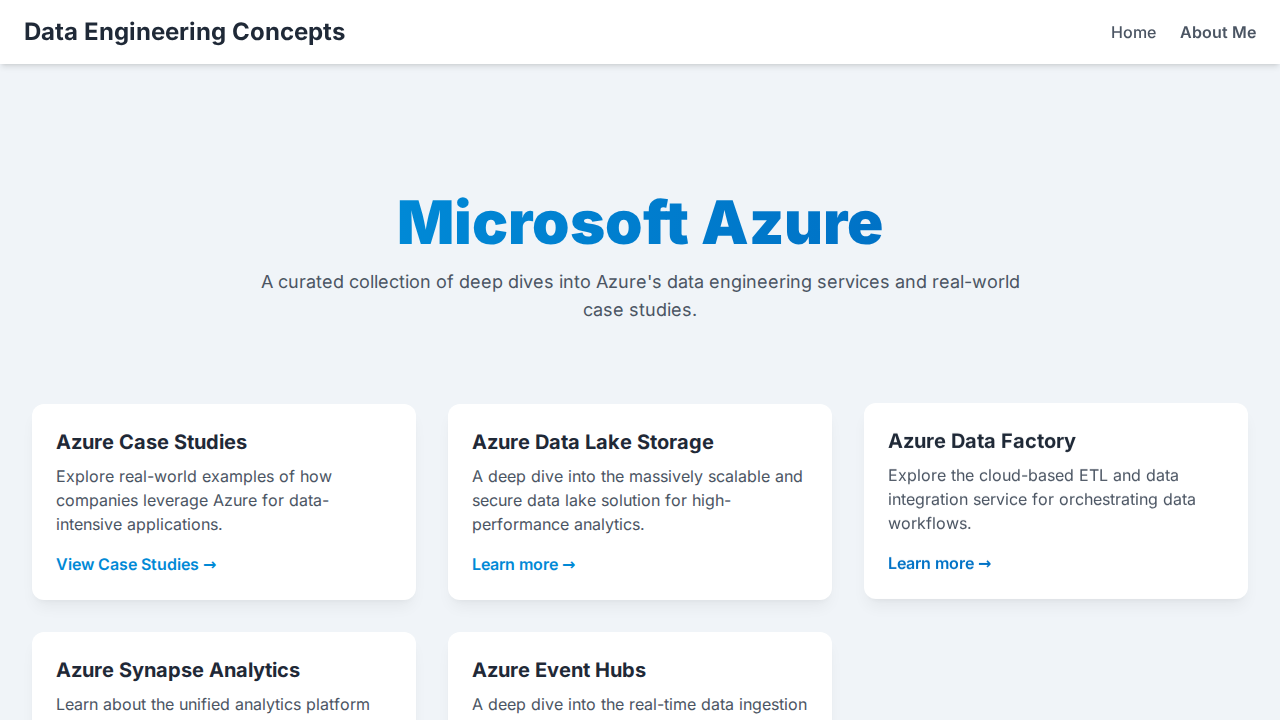 Data Engineering Concepts
Home
About Me
Microsoft Azure
A curated collection of deep dives into Azure's data engineering services and real-world
case studies.
Azure Case Studies
Explore real-world examples of how
companies leverage Azure for data-
intensive applications.
View Case Studies →
Azure Data Lake Storage
A deep dive into the massively scalable and
secure data lake solution for high-
performance analytics.
Learn more →
Azure Data Factory
Explore the cloud-based ETL and data
integration service for orchestrating data
workflows.
Learn more →
Azure Synapse Analytics
Learn about the unified analytics platform
Azure Event Hubs
A deep dive into the real-time data ingestion